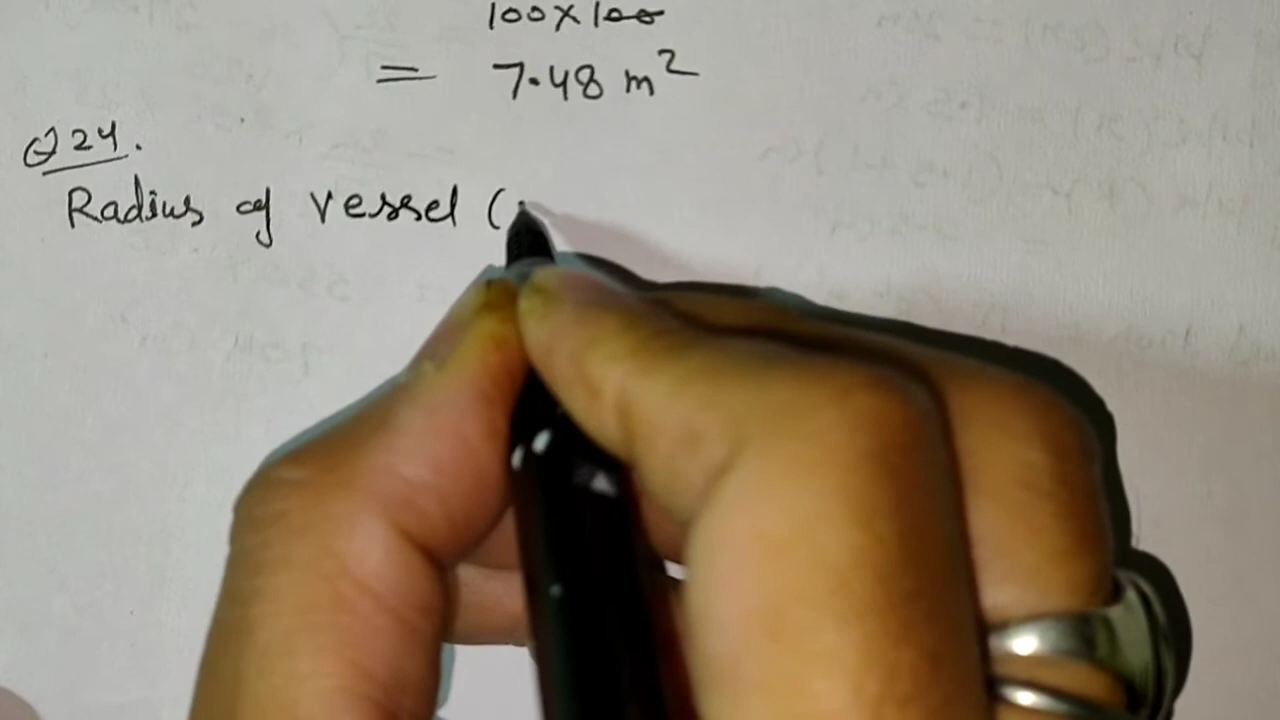 100×100
= 7.48 m²
Q24.
Radius of vessel (